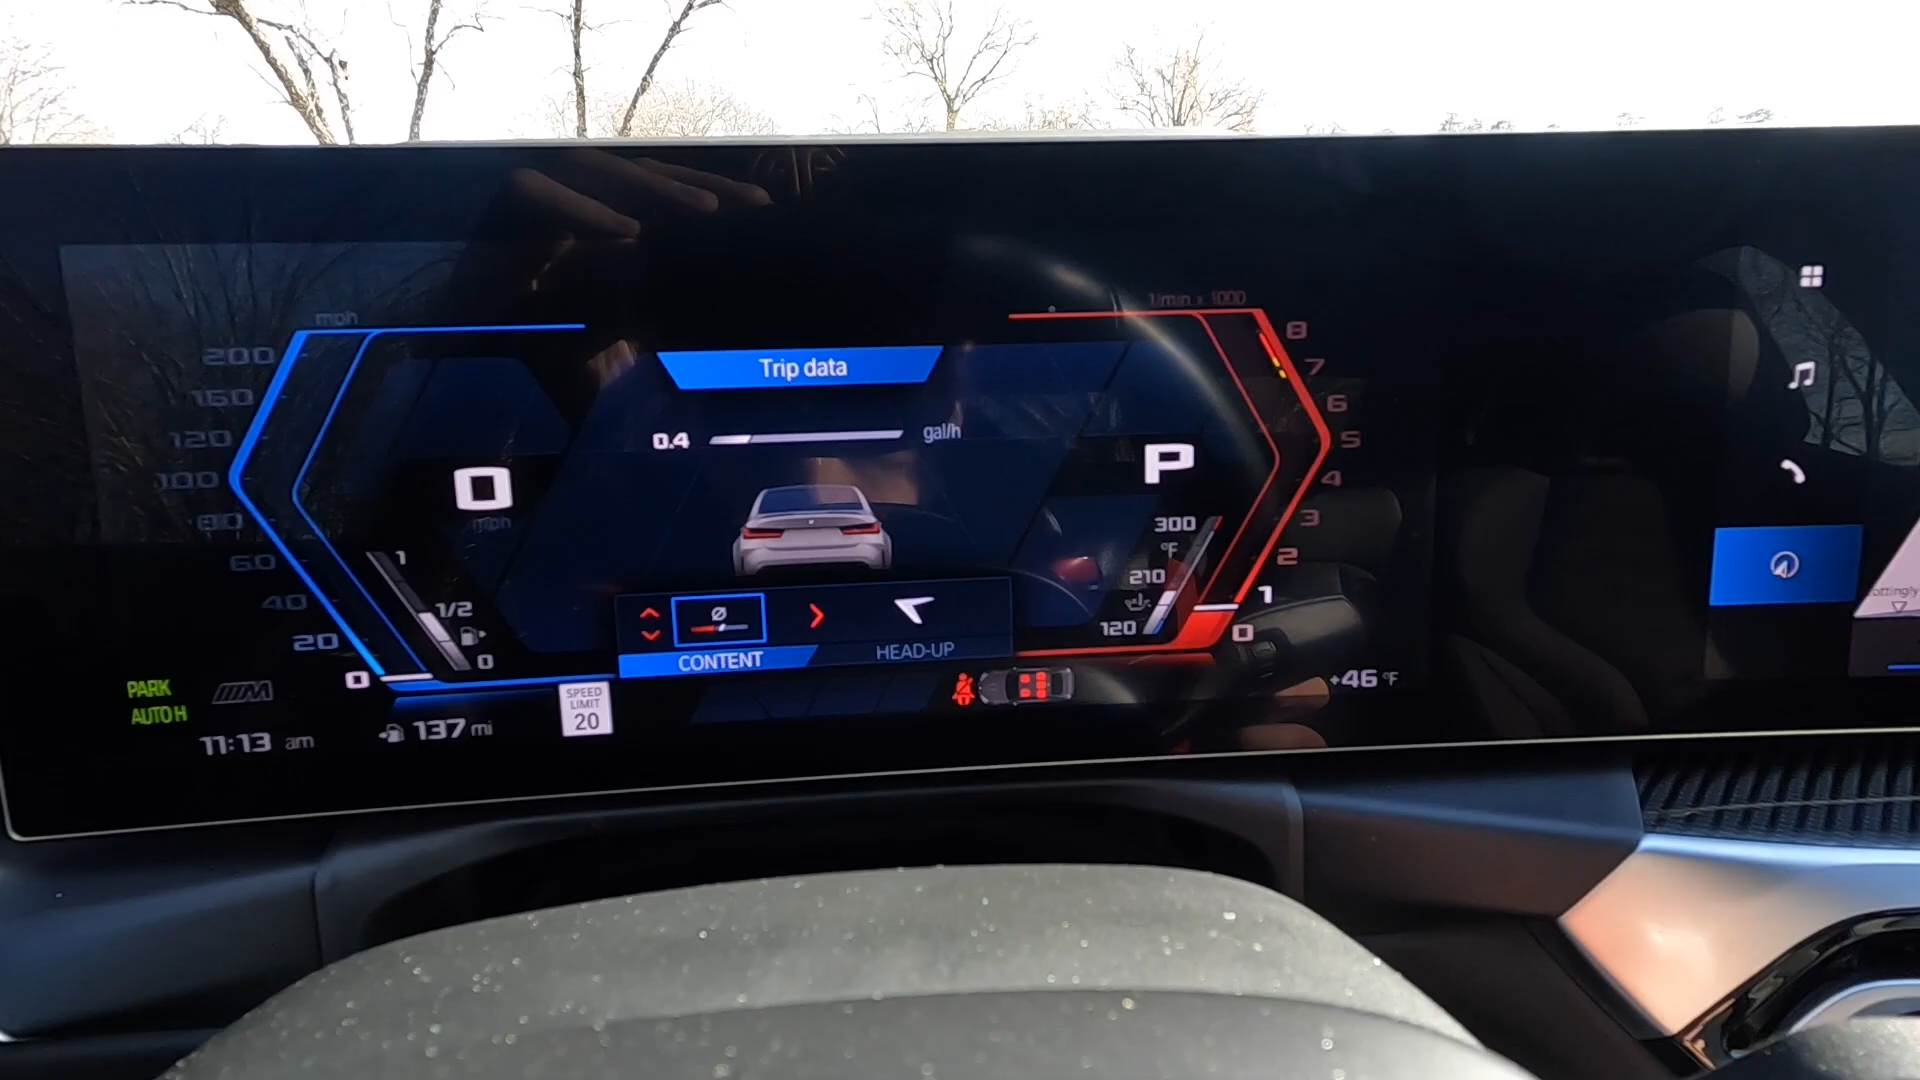 mph
200
160
120
100
80
60
40
20
0
0
mph
1
1/2
0
Trip data
0.4 gal/h
Ø
CONTENT
HEAD-UP
1/min x 1000
8
7
6
5
4
3
2
1
0
P
300
°F
210
120
PARK
AUTO H
M
11:13 am
137 mi
SPEED
LIMIT
20
+46 °F